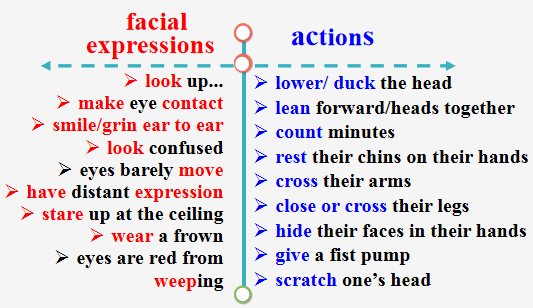 facial
expressions
look up...
make eye contact
smile/grin ear to ear
look confused
eyes barely move
have distant expression
stare up at the ceiling
wear a frown
eyes are red from
weeping
actions
lower/ duck the head
lean forward/heads together
count minutes
rest their chins on their hands
cross their arms
close or cross their legs
hide their faces in their hands
give a fist pump
scratch one's head